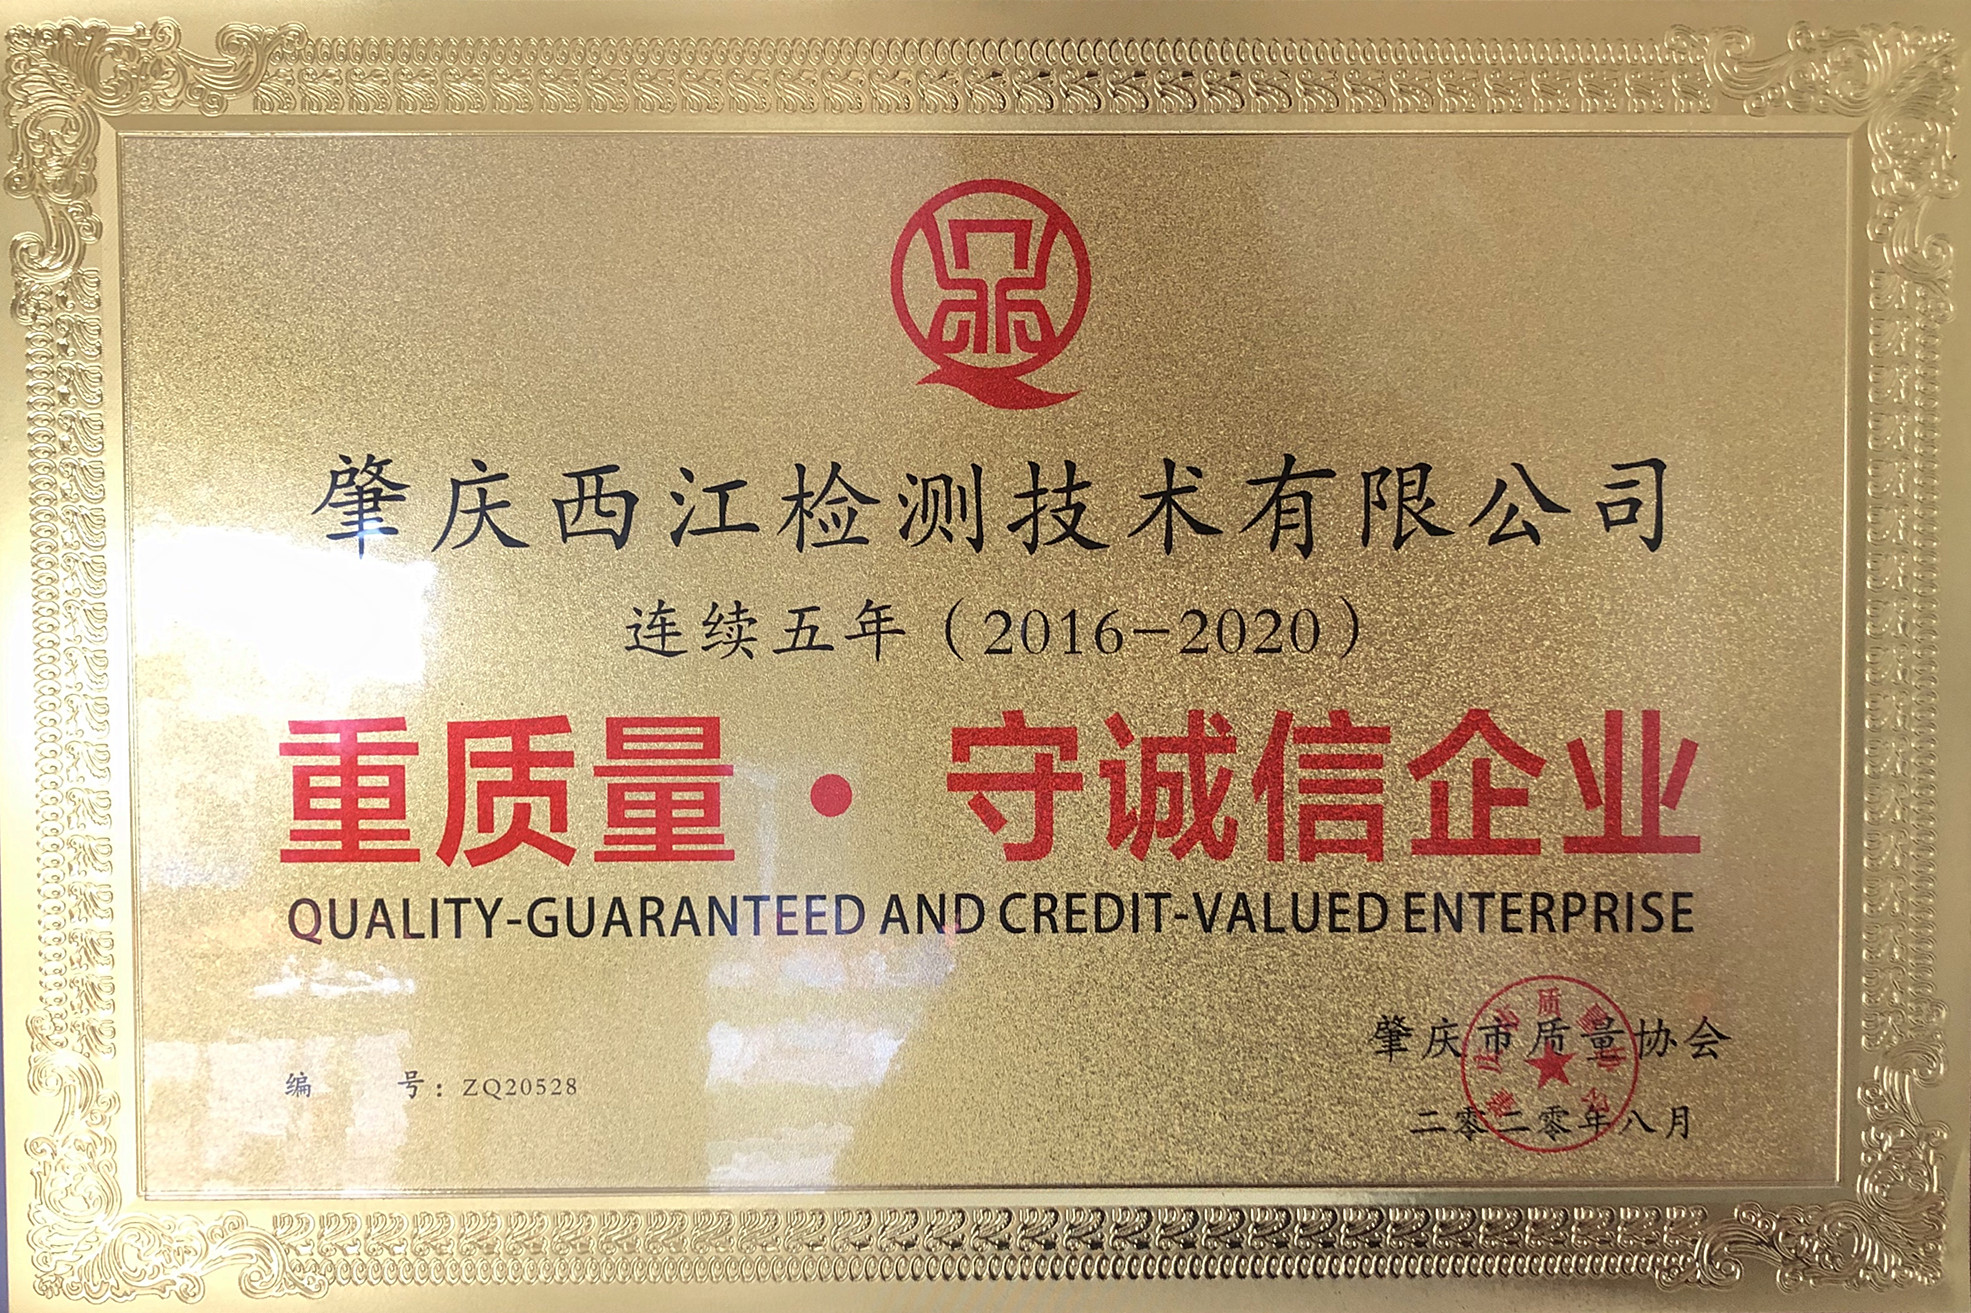 肇庆西江检测技术有限公司
连续五年（2016-2020）
重质量·守诚信企业
QUALITY-GUARANTEED AND CREDIT-VALUED ENTERPRISE
肇庆市质量协会
编 号：ZQ20528
二零二零年八月